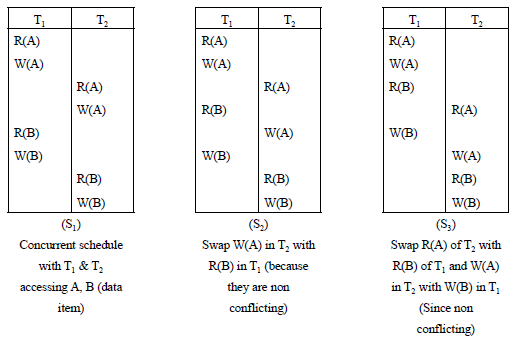 T1 T2
R(A)
W(A)
R(A)
W(A)
R(B)
W(B)
R(B)
W(B)
(S1)
Concurrent schedule
with T1 & T2
accessing A, B (data
item)
T1 T2
R(A)
W(A)
R(A)
R(B)
W(A)
W(B)
R(B)
W(B)
(S2)
Swap W(A) in T2 with
R(B) in T1 (because
they are non
conflicting)
T1 T2
R(A)
W(A)
R(B)
R(A)
W(B)
W(A)
R(B)
W(B)
(S3)
Swap R(A) of T2 with
R(B) of T1 and W(A)
in T2 with W(B) in T1
(Since non
conflicting)